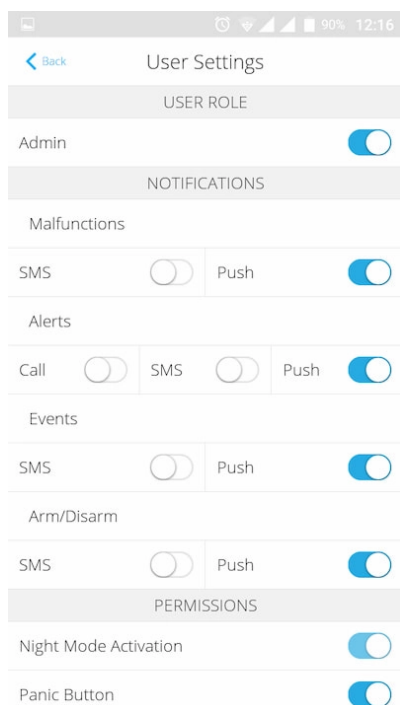 90% 12:16
Back User Settings
USER ROLE
Admin
NOTIFICATIONS
Malfunctions
SMS Push
Alerts
Call SMS Push
Events
SMS Push
Arm/Disarm
SMS Push
PERMISSIONS
Night Mode Activation
Panic Button